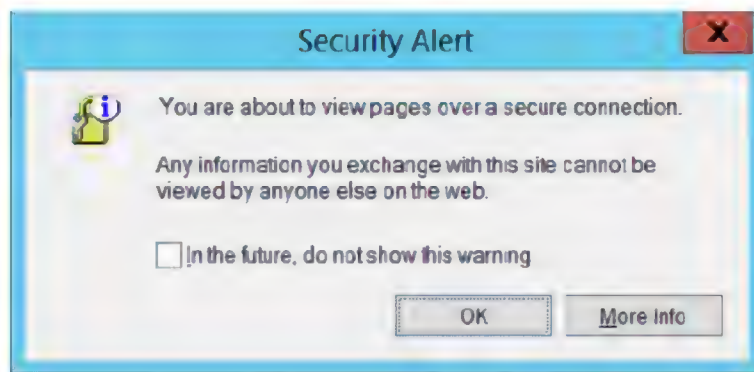 Security Alert
X
i
You are about to view pages over a secure connection.
Any information you exchange with this site cannot be
viewed by anyone else on the web.
In the future, do not show this warning
OK
More Info